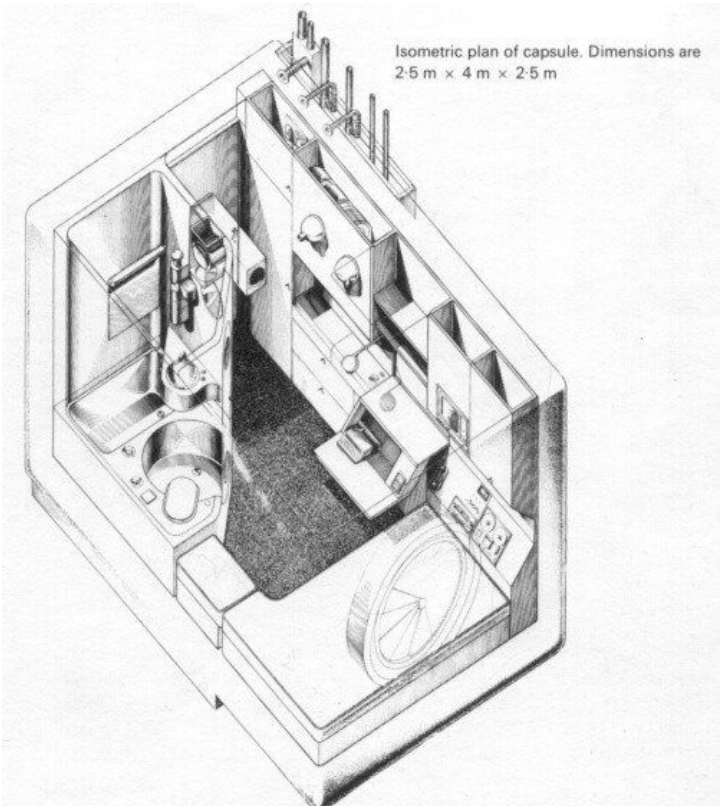 Isometric plan of capsule. Dimensions are
2·5 m × 4 m × 2·5 m